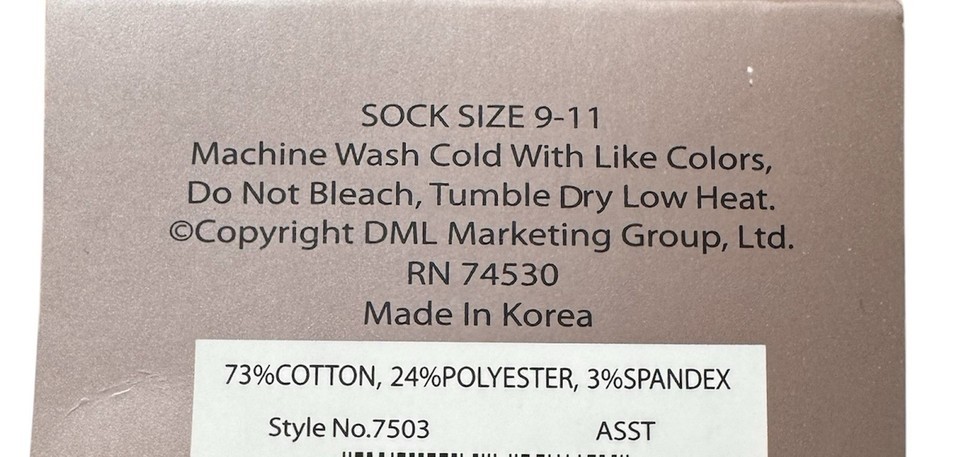 SOCK SIZE 9-11
Machine Wash Cold With Like Colors,
Do Not Bleach, Tumble Dry Low Heat.
©Copyright DML Marketing Group, Ltd.
RN 74530
Made In Korea
73%COTTON, 24%POLYESTER, 3%SPANDEX
Style No.7503 ASST